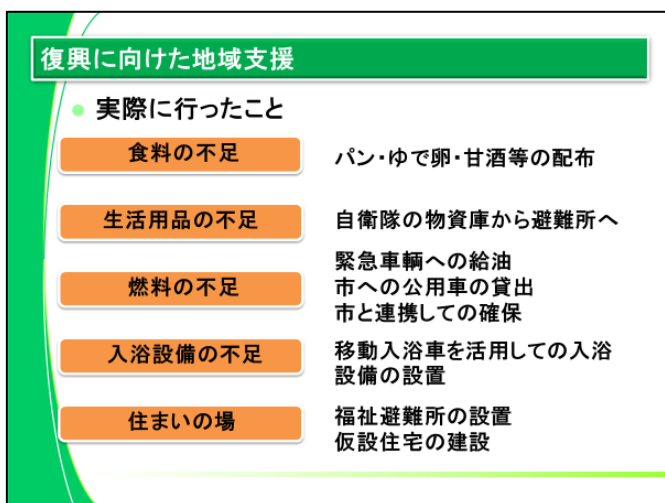 復興に向けた地域支援
実際に行ったこと
食料の不足
パン・ゆで卵・甘酒等の配布
生活用品の不足
自衛隊の物資庫から避難所へ
燃料の不足
緊急車輌への給油
市への公用車の貸出
市と連携しての確保
入浴設備の不足
移動入浴車を活用しての入浴
設備の設置
住まいの場
福祉避難所の設置
仮設住宅の建設